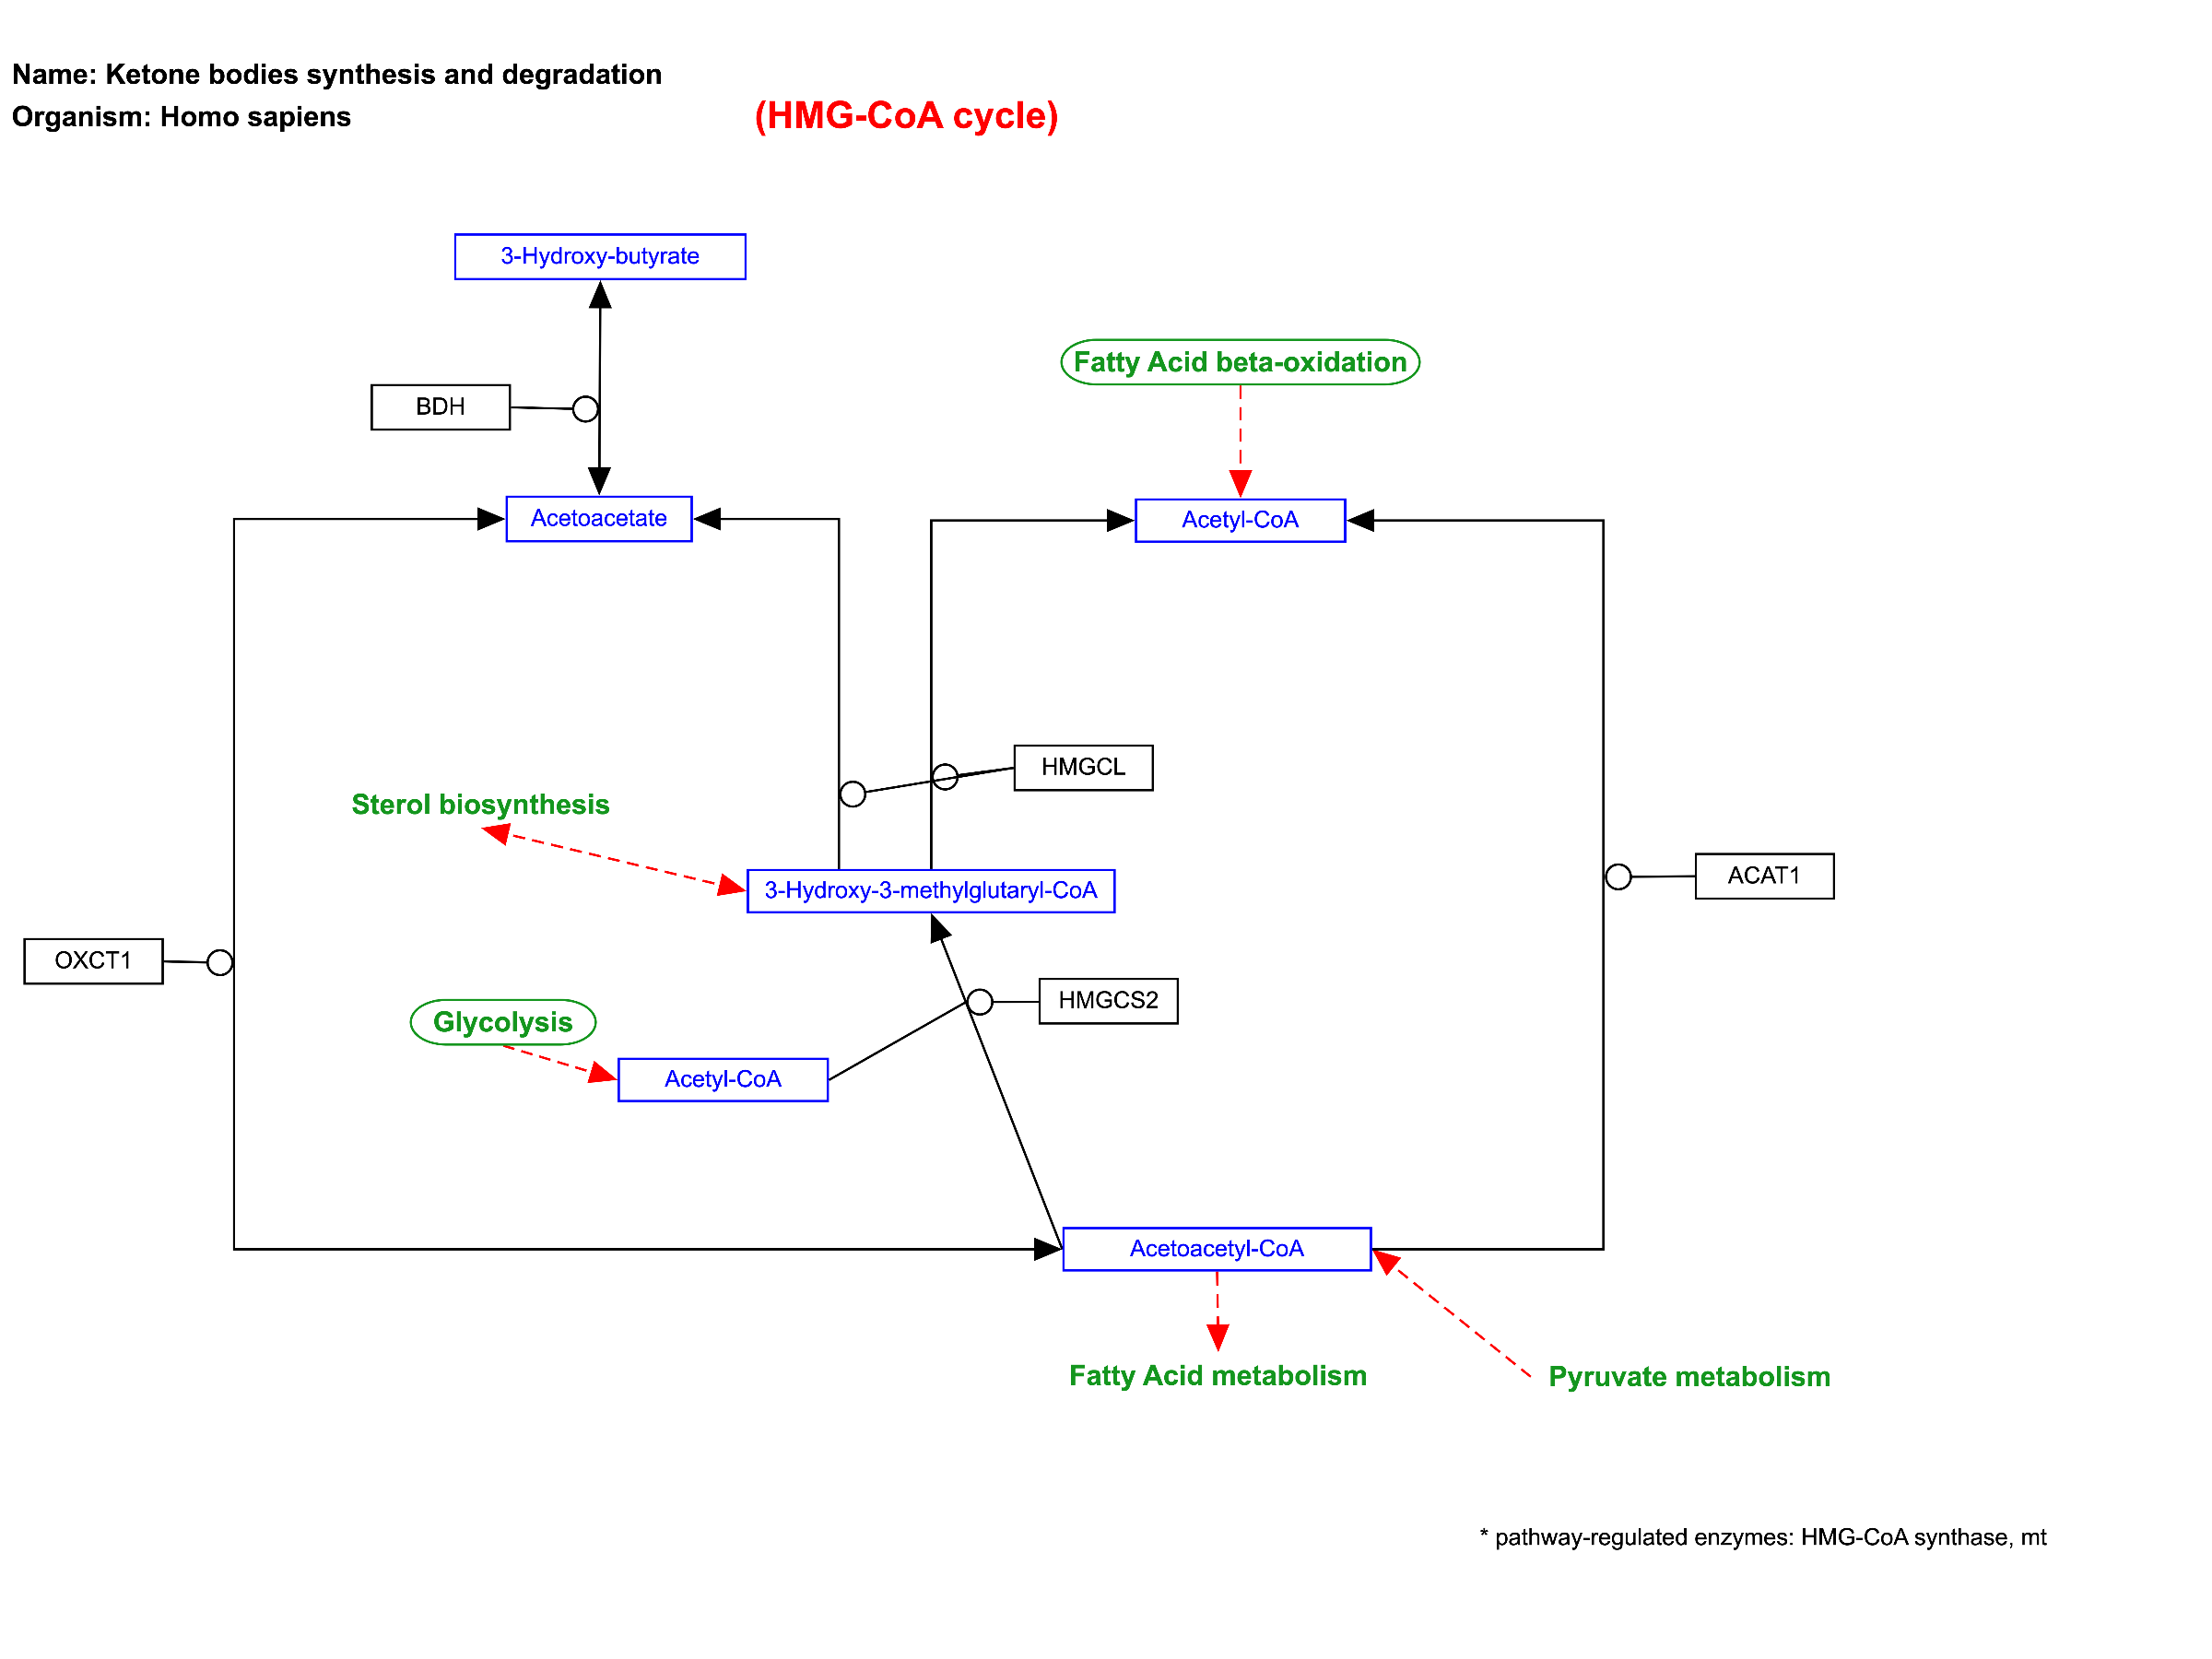 Name: Ketone bodies synthesis and degradation
Organism: Homo sapiens
(HMG-CoA cycle)
3-Hydroxy-butyrate
Fatty Acid beta-oxidation
BDH
Acetoacetate
Acetyl-CoA
HMGCL
Sterol biosynthesis
3-Hydroxy-3-methylglutaryl-CoA
ACAT1
OXCT1
HMGCS2
Glycolysis
Acetyl-CoA
Acetoacetyl-CoA
Fatty Acid metabolism
Pyruvate metabolism
* pathway-regulated enzymes: HMG-CoA synthase, mt